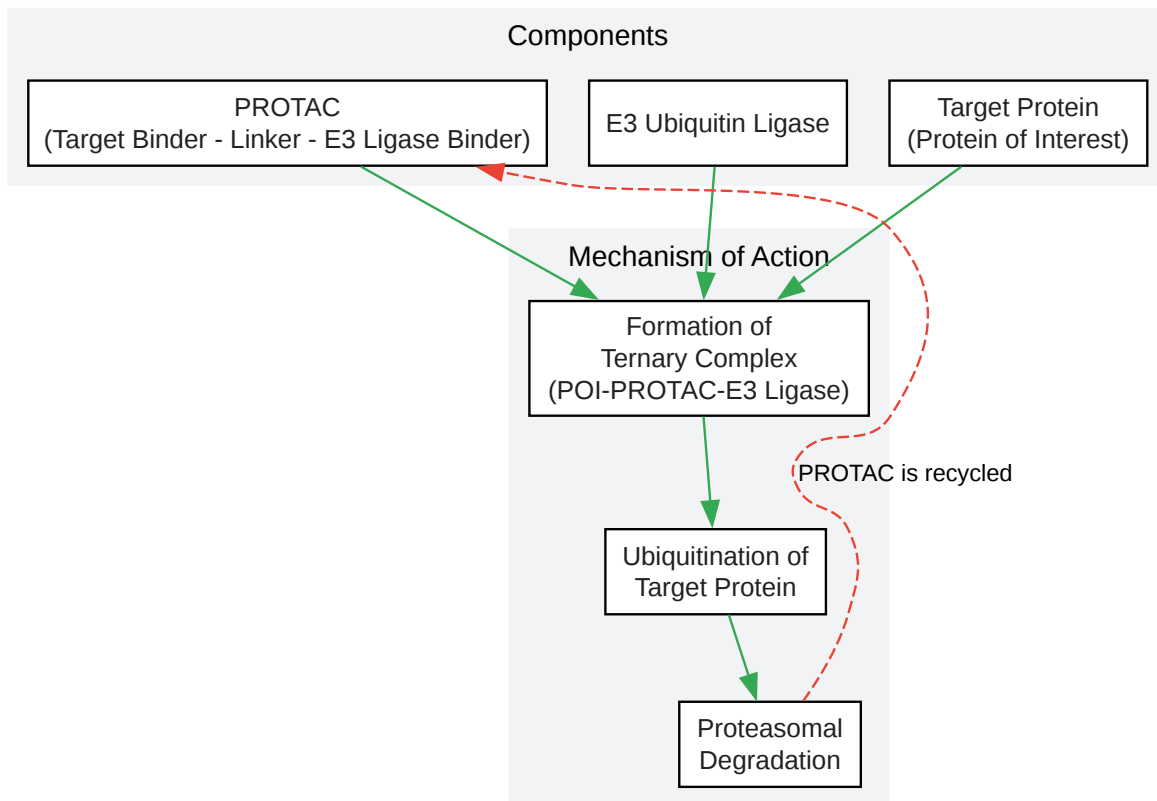 Components
PROTAC
(Target Binder - Linker - E3 Ligase Binder)
E3 Ubiquitin Ligase
Target Protein
(Protein of Interest)
Mechanism of Action
Formation of
Ternary Complex
(POI-PROTAC-E3 Ligase)
PROTAC is recycled
Ubiquitination of
Target Protein
Proteasomal
Degradation